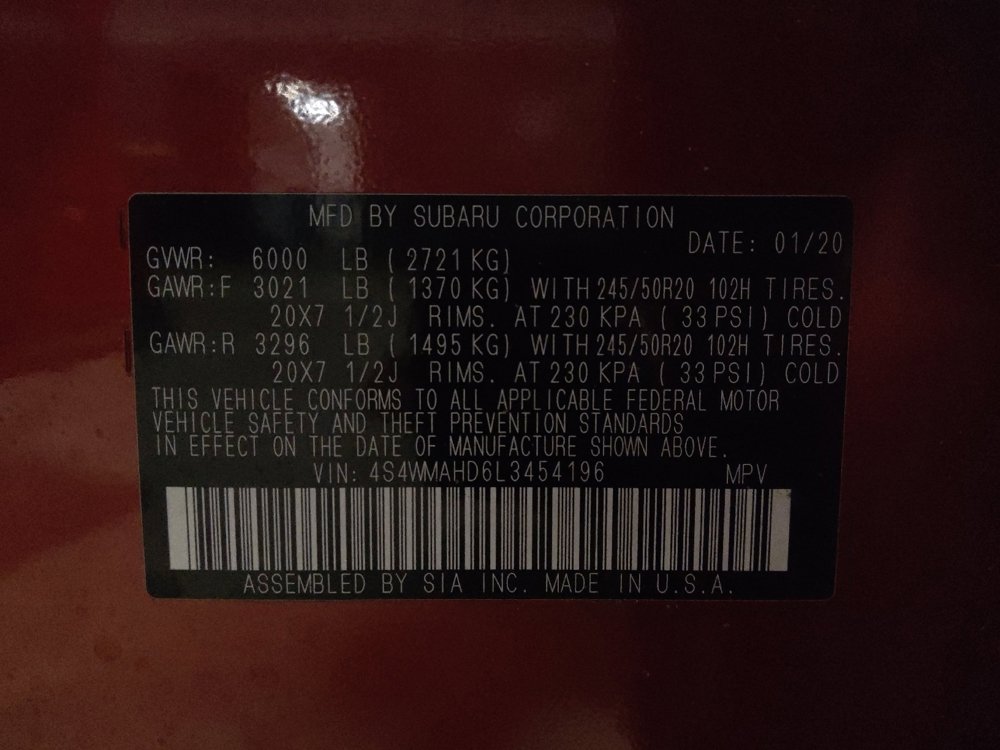 MFD BY SUBARU CORPORATION
DATE: 01/20
GVWR: 6000 LB ( 2721 KG)
GAWR:F 3021 LB ( 1370 KG) WITH 245/50R20 102H TIRES.
20X7 1/2J RIMS. AT 230 KPA ( 33 PSI) COLD
GAWR:R 3296 LB ( 1495 KG) WITH 245/50R20 102H TIRES.
20X7 1/2J RIMS. AT 230 KPA ( 33 PSI) COLD
THIS VEHICLE CONFORMS TO ALL APPLICABLE FEDERAL MOTOR
VEHICLE SAFETY AND THEFT PREVENTION STANDARDS
IN EFFECT ON THE DATE OF MANUFACTURE SHOWN ABOVE.
VIN: 4S4WMAHD6L3454196 MPV
ASSEMBLED BY SIA INC. MADE IN U.S.A.